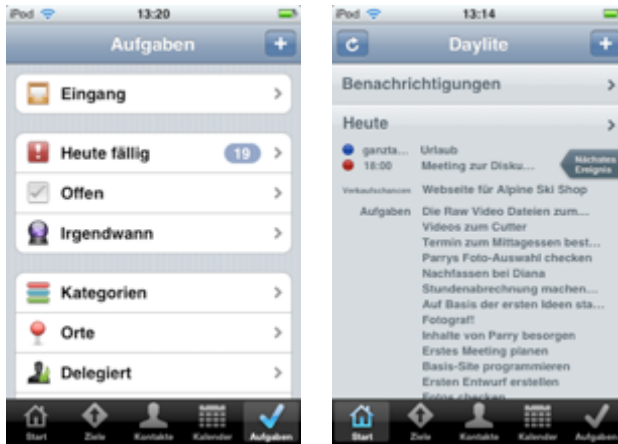 iPod 13:20
Aufgaben
Eingang
Heute fällig 19
Offen
Irgendwann
Kategorien
Orte
Delegiert
Start Ziele Kontakte Kalender Aufgaben
iPod 13:14
Daylite
Benachrichtigungen
Heute
ganzta... Urlaub
18:00 Meeting zur Disku...
Nächstes
Ereignis
Verkaufschancen Webseite für Alpine Ski Shop
Aufgaben Die Raw Video Dateien zum...
Videos zum Cutter
Termin zum Mittagessen best...
Parrys Foto-Auswahl checken
Nachfassen bei Diana
Stundenabrechnung machen...
Auf Basis der ersten Ideen sta...
Fotograf!
Inhalte von Parry besorgen
Erstes Meeting planen
Basis-Site programmieren
Ersten Entwurf erstellen
Fotos checken
Start Ziele Kontakte Kalender Aufgaben